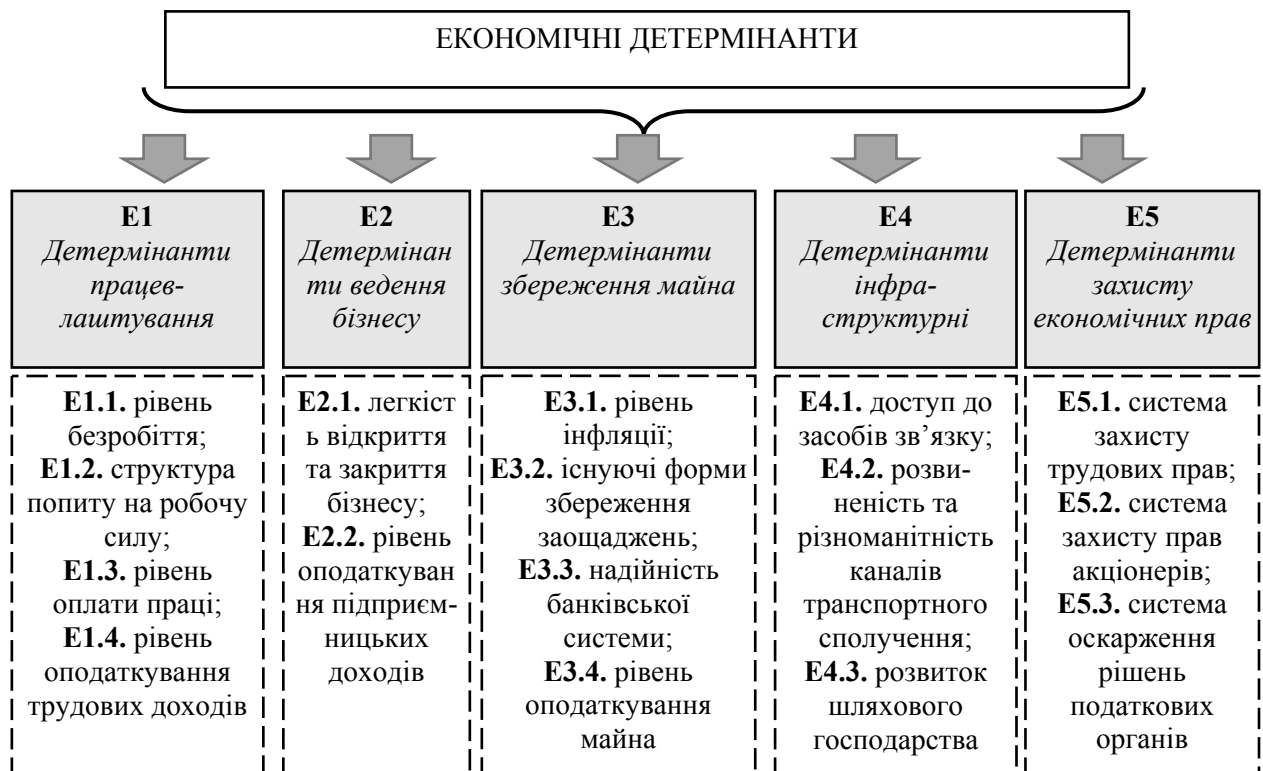 ЕКОНОМІЧНІ ДЕТЕРМІНАНТИ
Е1
Детермінанти
працев-
лаштування
Е2
Детермінан
ти ведення
бізнесу
Е3
Детермінанти
збереження майна
Е4
Детермінанти
інфра-
структурні
Е5
Детермінанти
захисту
економічних прав
Е1.1. рівень
безробіття;
Е1.2. структура
попиту на робочу
силу;
Е1.3. рівень
оплати праці;
Е1.4. рівень
оподаткування
трудових доходів
Е2.1. легкіст
ь відкриття
та закриття
бізнесу;
Е2.2. рівень
оподаткуван
ня підприєм-
ницьких
доходів
Е3.1. рівень
інфляції;
Е3.2. існуючі форми
збереження
заощаджень;
Е3.3. надійність
банківської
системи;
Е3.4. рівень
оподаткування
майна
Е4.1. доступ до
засобів зв’язку;
Е4.2. розви-
неність та
різноманітність
каналів
транспортного
сполучення;
Е4.3. розвиток
шляхового
господарства
Е5.1. система
захисту
трудових прав;
Е5.2. система
захисту прав
акціонерів;
Е5.3. система
оскарження
рішень
податкових
органів